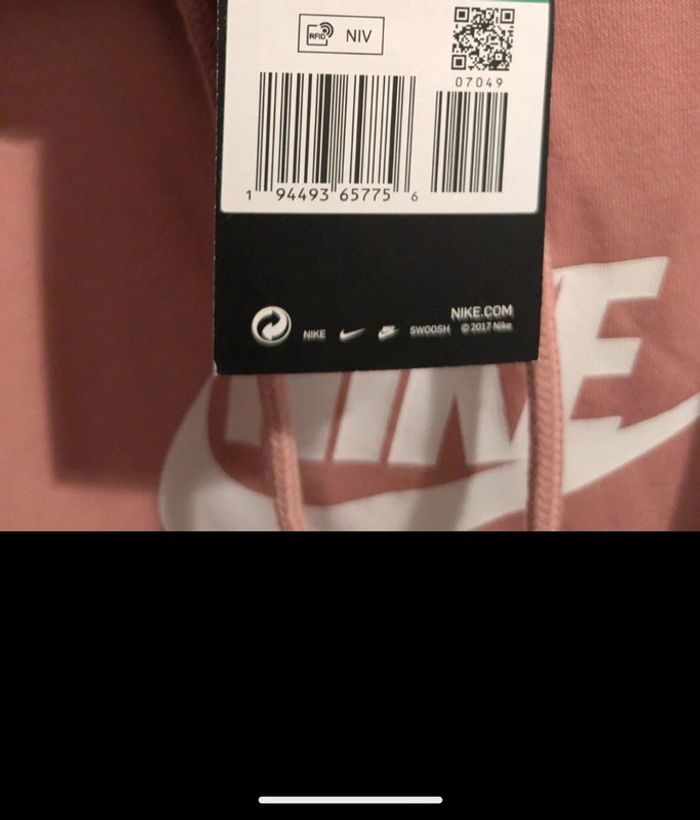 RFID NIV
07049
1 94493 65775 6
NIKE.COM
NIKE SWOOSH © 2017 Nike
NIKE